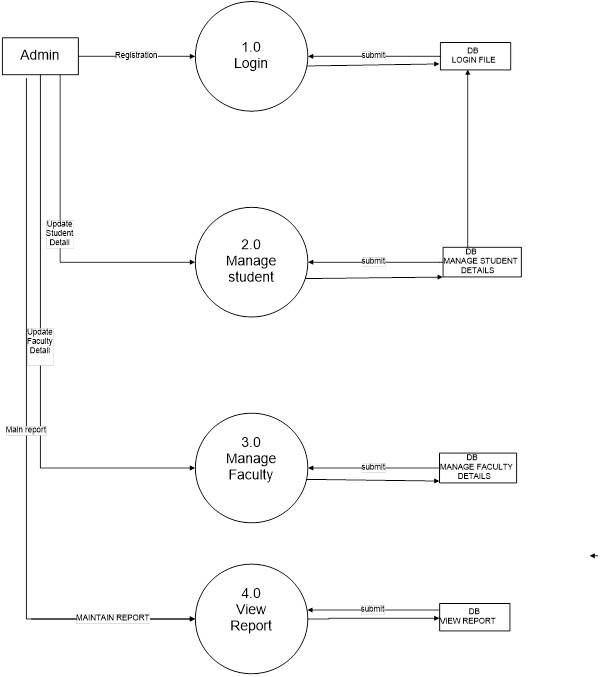 Admin
Registration
1.0
Login
submit
DB
LOGIN FILE
Update
Student
Detail
2.0
Manage
student
submit
DB
MANAGE STUDENT
DETAILS
Update
Faculty
Detail
Main report
3.0
Manage
Faculty
submit
DB
MANAGE FACULTY
DETAILS
MAINTAIN REPORT
4.0
View
Report
submit
DB
VIEW REPORT